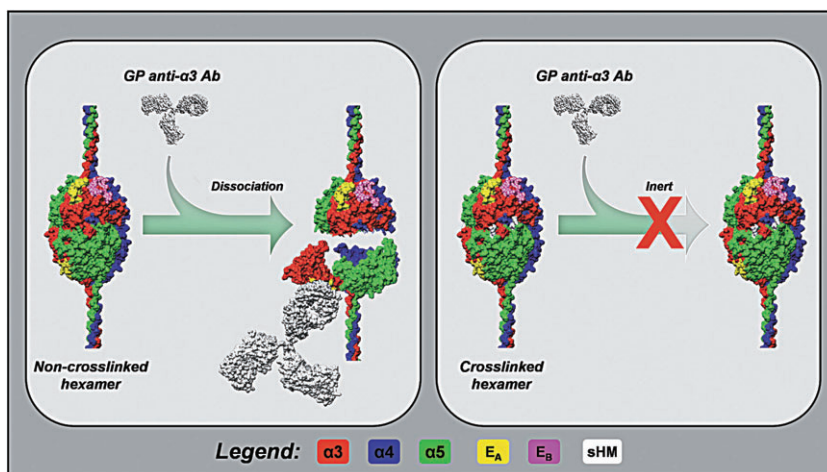 GP anti-α3 Ab
Dissociation
Non-crosslinked
hexamer
GP anti-α3 Ab
Inert
X
Crosslinked
hexamer
Legend: α3 α4 α5 EA EB sHM